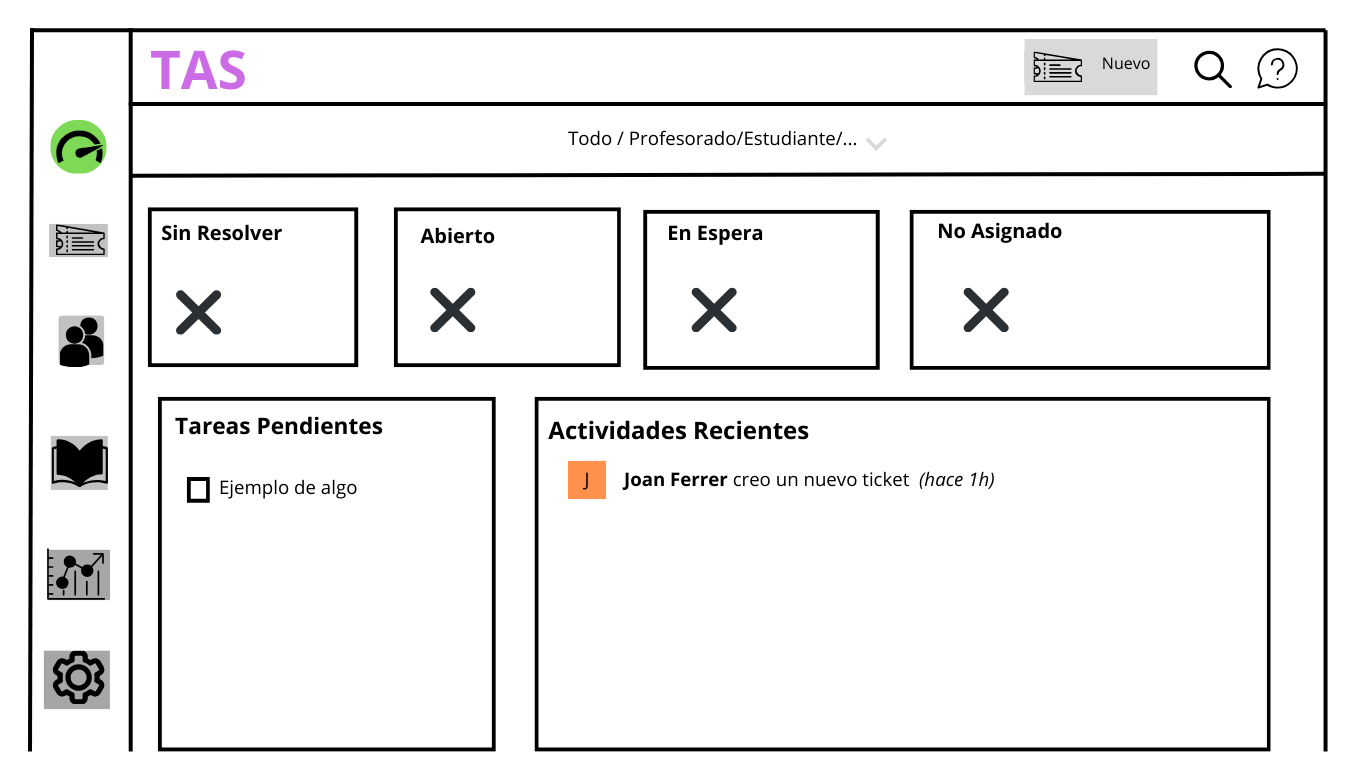 TAS
Nuevo
Todo / Profesorado/Estudiante/...
Sin Resolver
Abierto
En Espera
No Asignado
Tareas Pendientes
Ejemplo de algo
Actividades Recientes
J
Joan Ferrer creo un nuevo ticket (hace 1h)